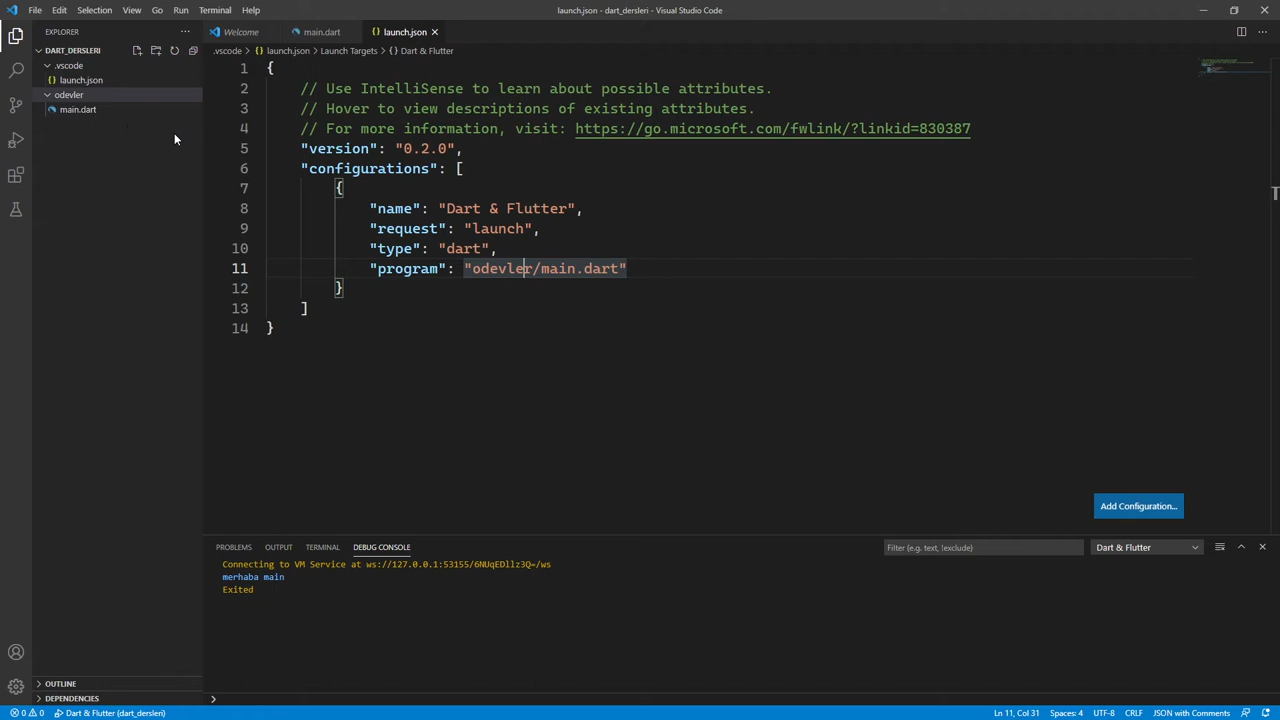 File Edit Selection View Go Run Terminal Help
launch.json - dart_dersleri - Visual Studio Code
EXPLORER
DART_DERSLERI
.vscode
launch.json
odevler
main.dart
Welcome
main.dart
launch.json
.vscode > launch.json > Launch Targets > {} Dart & Flutter
1 {
2 // Use IntelliSense to learn about possible attributes.
3 // Hover to view descriptions of existing attributes.
4 // For more information, visit: https://go.microsoft.com/fwlink/?linkid=830387
5 "version": "0.2.0",
6 "configurations": [
7 {
8 "name": "Dart & Flutter",
9 "request": "launch",
10 "type": "dart",
11 "program": "odevler/main.dart"
12 }
13 ]
14 }
Add Configuration...
PROBLEMS OUTPUT TERMINAL DEBUG CONSOLE
Filter (e.g. text, !exclude)
Dart & Flutter
Connecting to VM Service at ws://127.0.0.1:53155/6NUqEDllz3Q=/ws
merhaba main
Exited
OUTLINE
DEPENDENCIES
0 0 Dart & Flutter (dart_dersleri)
Ln 11, Col 31 Spaces: 4 UTF-8 CRLF JSON with Comments